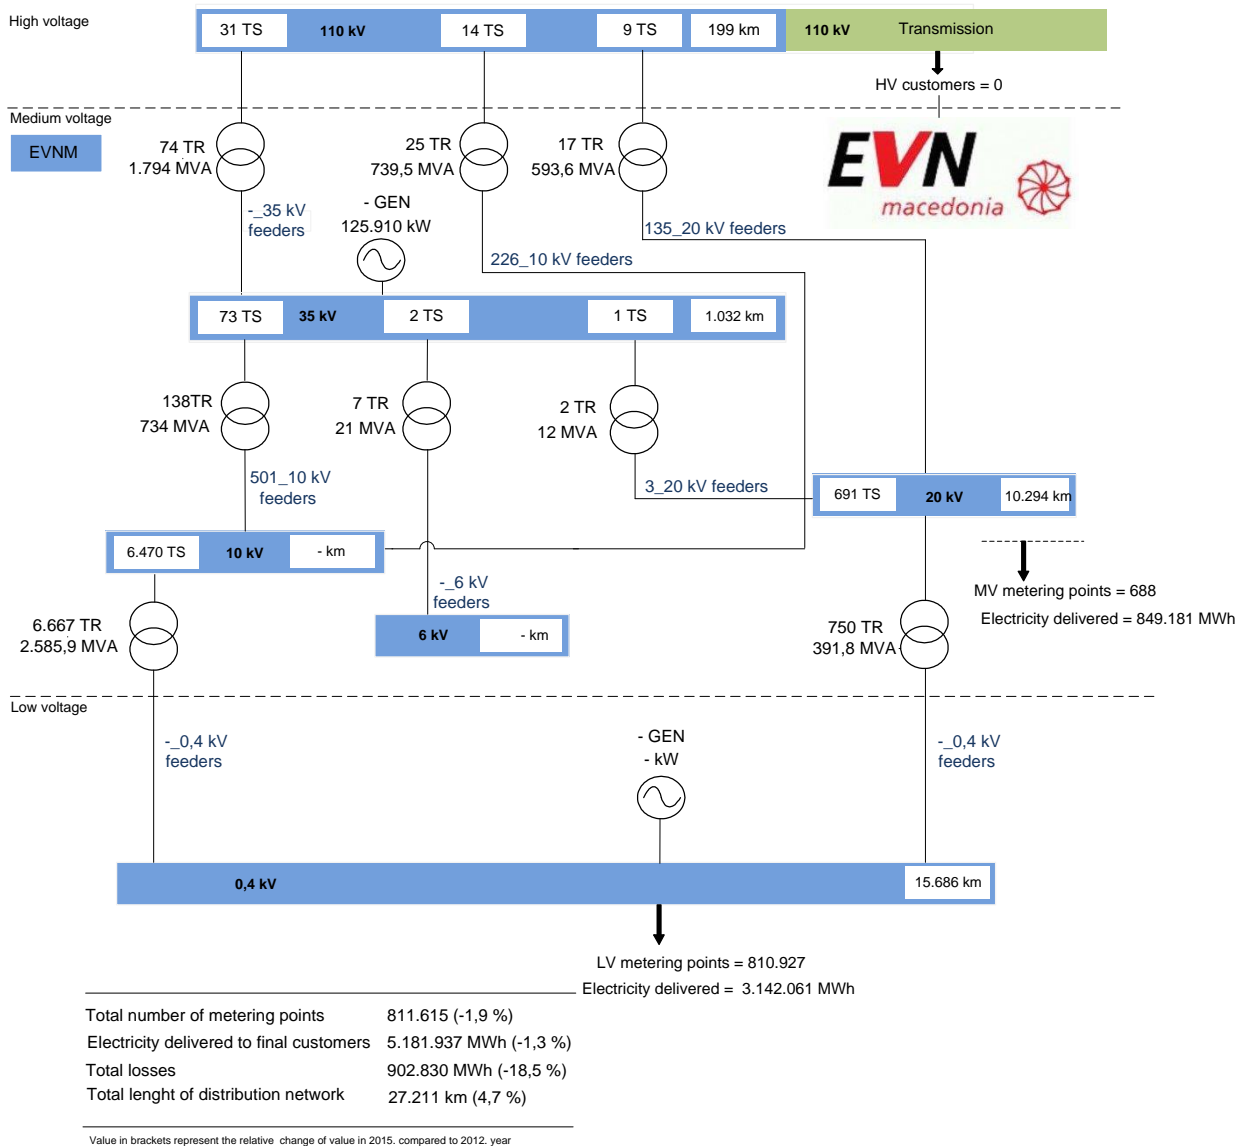 High voltage
31 TS
110 kV
14 TS
9 TS
199 km
110 kV
Transmission
HV customers = 0
Medium voltage
EVNM
74 TR
1.794 MVA
25 TR
739,5 MVA
17 TR
593,6 MVA
EVN
macedonia
-_35 kV
feeders
- GEN
125.910 kW
135_20 kV feeders
226_10 kV feeders
73 TS
35 kV
2 TS
1 TS
1.032 km
138TR
734 MVA
7 TR
21 MVA
2 TR
12 MVA
501_10 kV
feeders
3_20 kV feeders
691 TS
20 kV
10.294 km
6.470 TS
10 kV
- km
-_6 kV
feeders
MV metering points = 688
Electricity delivered = 849.181 MWh
6.667 TR
2.585,9 MVA
6 kV
- km
750 TR
391,8 MVA
Low voltage
-_0,4 kV
feeders
- GEN
- kW
-_0,4 kV
feeders
0,4 kV
15.686 km
LV metering points = 810.927
Electricity delivered = 3.142.061 MWh
Total number of metering points 811.615 (-1,9 %)
Electricity delivered to final customers 5.181.937 MWh (-1,3 %)
Total losses 902.830 MWh (-18,5 %)
Total lenght of distribution network 27.211 km (4,7 %)
Value in brackets represent the relative change of value in 2015. compared to 2012. year